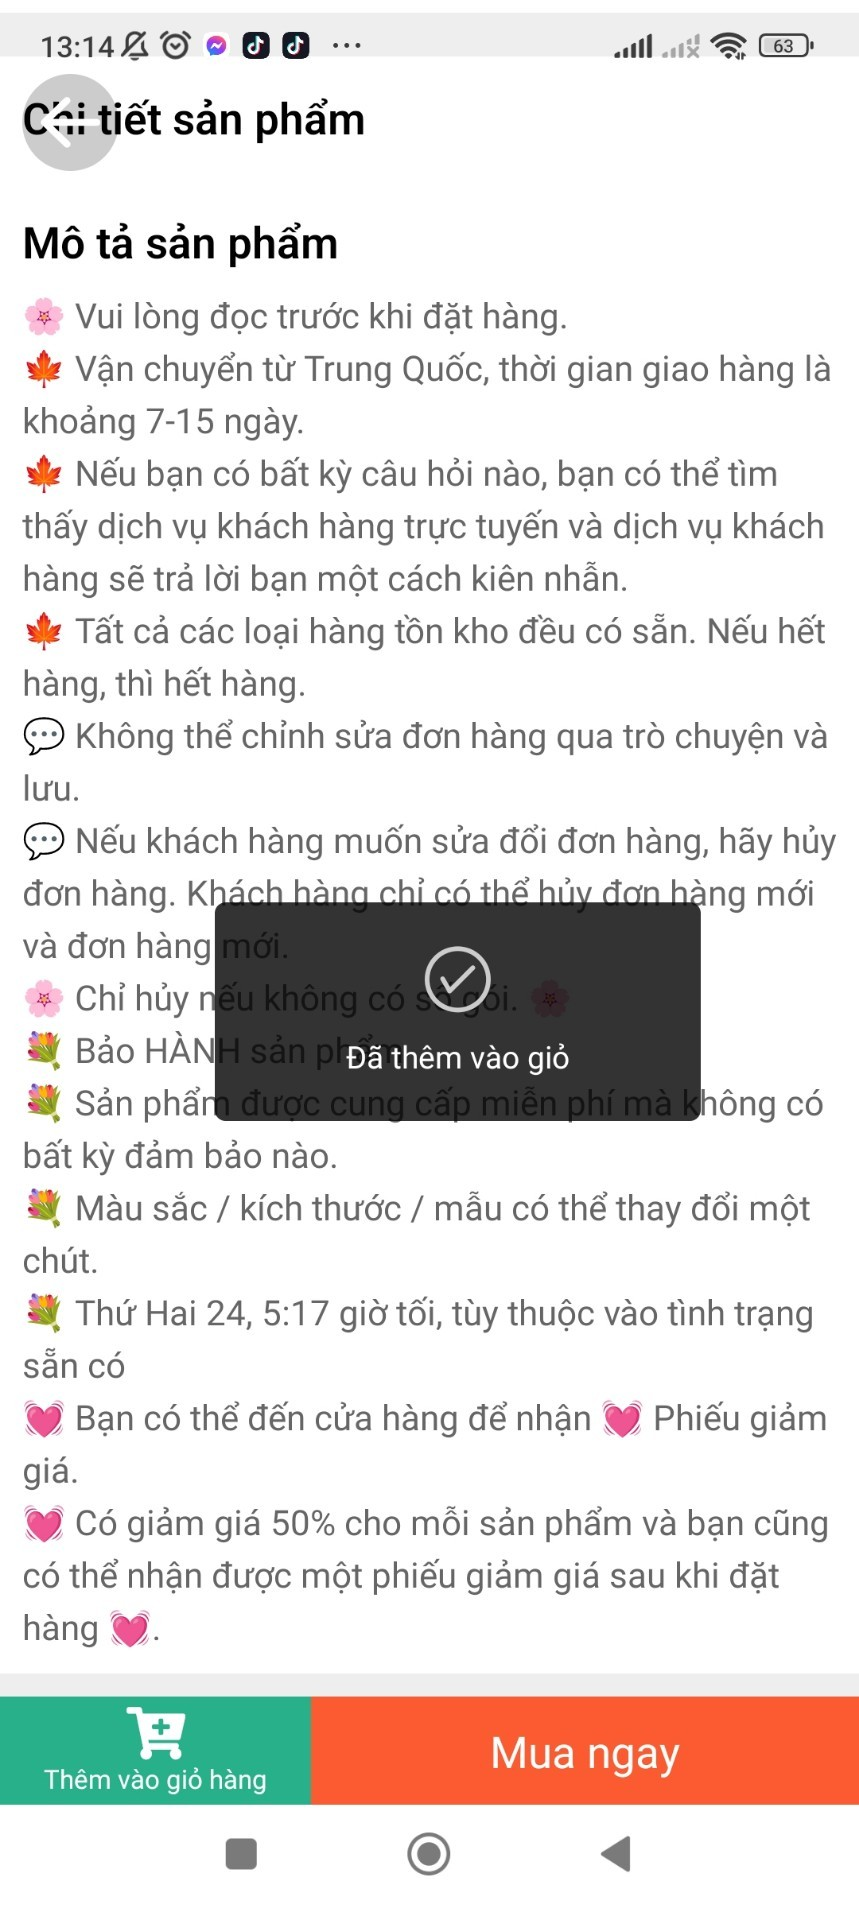 13:14
63
Chi tiết sản phẩm
Mô tả sản phẩm
🌸 Vui lòng đọc trước khi đặt hàng.
🍁 Vận chuyển từ Trung Quốc, thời gian giao hàng là
khoảng 7-15 ngày.
🍁 Nếu bạn có bất kỳ câu hỏi nào, bạn có thể tìm
thấy dịch vụ khách hàng trực tuyến và dịch vụ khách
hàng sẽ trả lời bạn một cách kiên nhẫn.
🍁 Tất cả các loại hàng tồn kho đều có sẵn. Nếu hết
hàng, thì hết hàng.
💬 Không thể chỉnh sửa đơn hàng qua trò chuyện và
lưu.
💬 Nếu khách hàng muốn sửa đổi đơn hàng, hãy hủy
đơn hàng. Khách hàng chỉ có thể hủy đơn hàng mới
và đơn hàng mới.
🌸 Chỉ hủy nếu không có số gói. 🌸
💐 Bảo HÀNH sản phẩm
Đã thêm vào giỏ
💐 Sản phẩm được cung cấp miễn phí mà không có
bất kỳ đảm bảo nào.
💐 Màu sắc / kích thước / mẫu có thể thay đổi một
chút.
💐 Thứ Hai 24, 5:17 giờ tối, tùy thuộc vào tình trạng
sẵn có
💓 Bạn có thể đến cửa hàng để nhận 💓 Phiếu giảm
giá.
💓 Có giảm giá 50% cho mỗi sản phẩm và bạn cũng
có thể nhận được một phiếu giảm giá sau khi đặt
hàng 💓.
Thêm vào giỏ hàng
Mua ngay